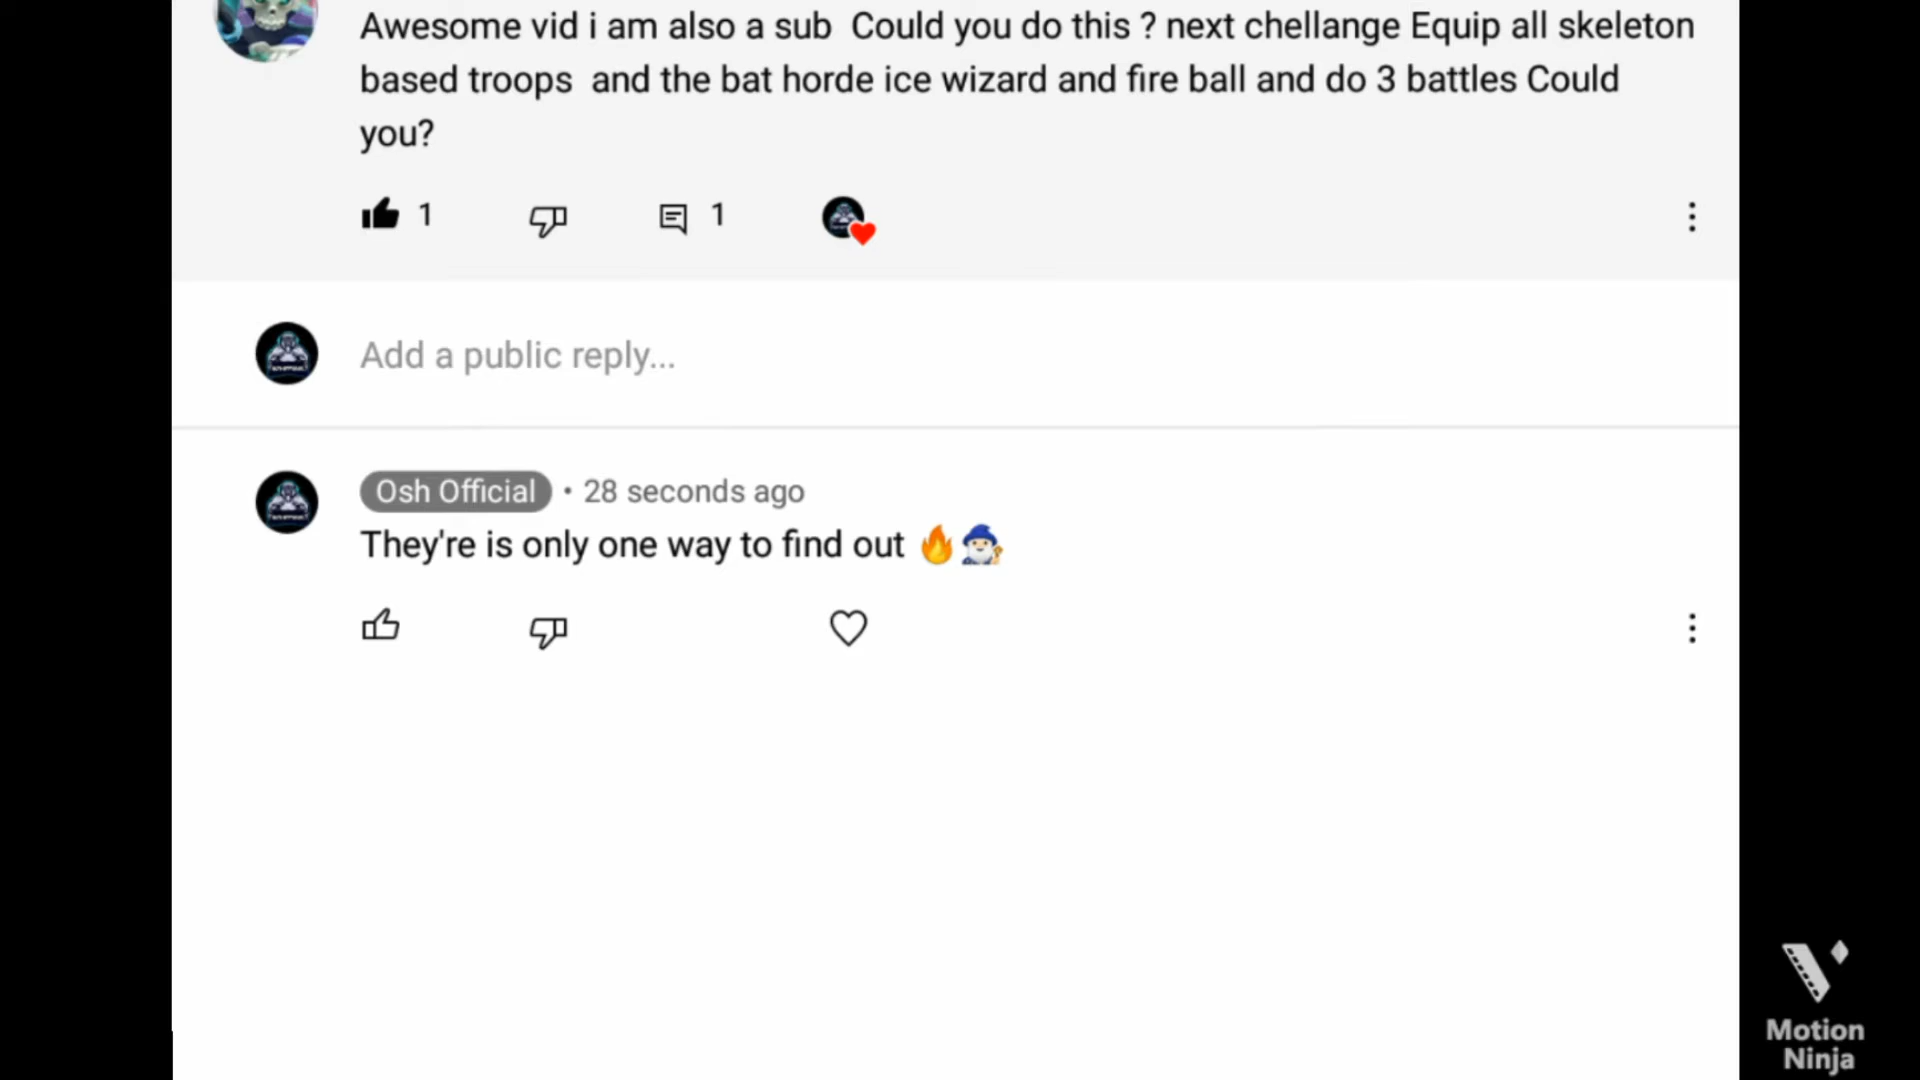 Awesome vid i am also a sub  Could you do this ? next chellange Equip all skeleton
based troops  and the bat horde ice wizard and fire ball and do 3 battles Could
you?
1 1
Add a public reply...
Osh Official • 28 seconds ago
They're is only one way to find out 🔥🧙🏻‍♂️
Motion
Ninja